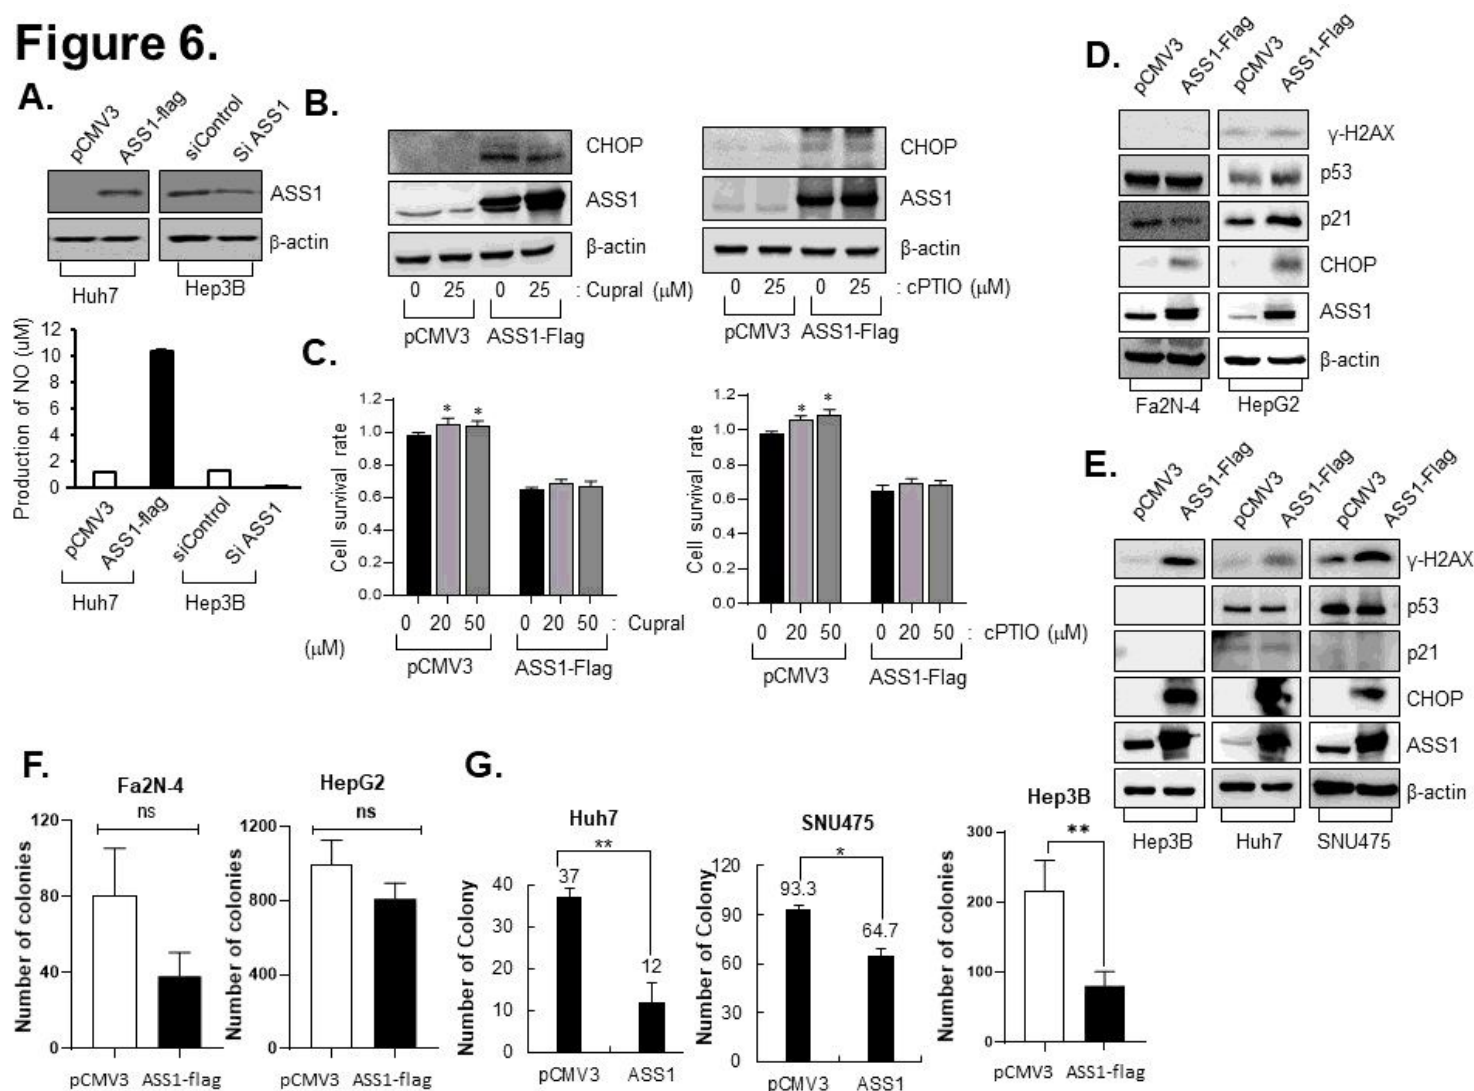 Figure 6.
A.
pCMV3
ASS1-flag
siControl
Si ASS1
ASS1
β-actin
Huh7
Hep3B
Production of NO (uM)
12
10
8
6
4
2
0
pCMV3
ASS1-flag
siControl
Si ASS1
Huh7
Hep3B
B.
CHOP
ASS1
β-actin
0 25 0 25 : Cupral (μM)
pCMV3 ASS1-Flag
CHOP
ASS1
β-actin
0 25 0 25 : cPTIO (μM)
pCMV3 ASS1-Flag
C.
Cell survival rate
1.2
1.0
0.8
0.6
0.4
0.2
0.0
* *
0 20 50 0 20 50 : Cupral
(μM)
pCMV3 ASS1-Flag
Cell survival rate
1.2
1.0
0.8
0.6
0.4
0.2
0.0
* *
0 20 50 0 20 50 : cPTIO (μM)
pCMV3 ASS1-Flag
D.
pCMV3
ASS1-Flag
pCMV3
ASS1-Flag
γ-H2AX
p53
p21
CHOP
ASS1
β-actin
Fa2N-4 HepG2
E.
pCMV3
ASS1-Flag
pCMV3
ASS1-Flag
pCMV3
ASS1-Flag
γ-H2AX
p53
p21
CHOP
ASS1
β-actin
Hep3B Huh7 SNU475
F.
Fa2N-4
ns
Number of colonies
120
80
40
0
pCMV3 ASS1-flag
HepG2
ns
Number of colonies
1200
800
400
0
pCMV3 ASS1-flag
G.
Huh7
**
Number of Colony
40
30
20
10
0
37
12
pCMV3 ASS1
SNU475
*
Number of Colony
120
90
60
30
0
93.3
64.7
pCMV3 ASS1
Hep3B
**
Number of colonies
300
200
100
0
pCMV3 ASS1-flag